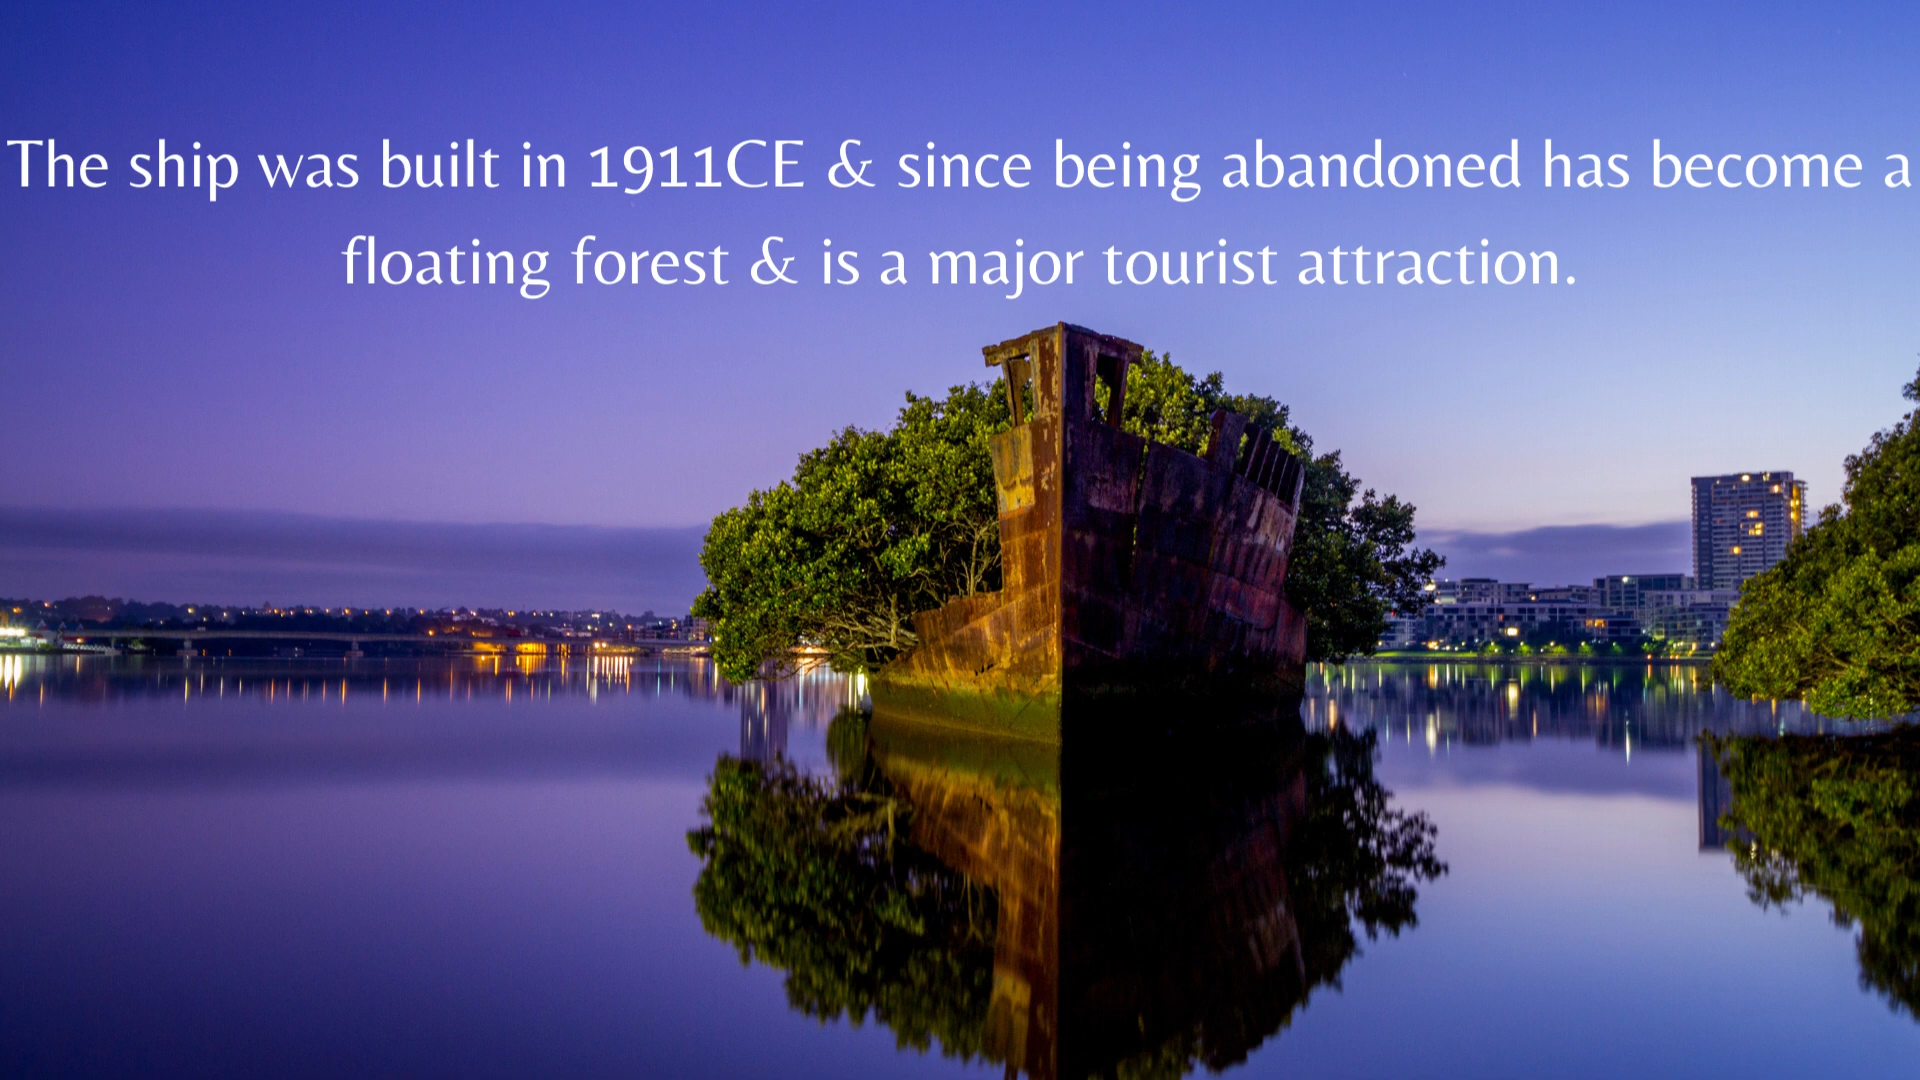 The ship was built in 1911CE & since being abandoned has become a
floating forest & is a major tourist attraction.